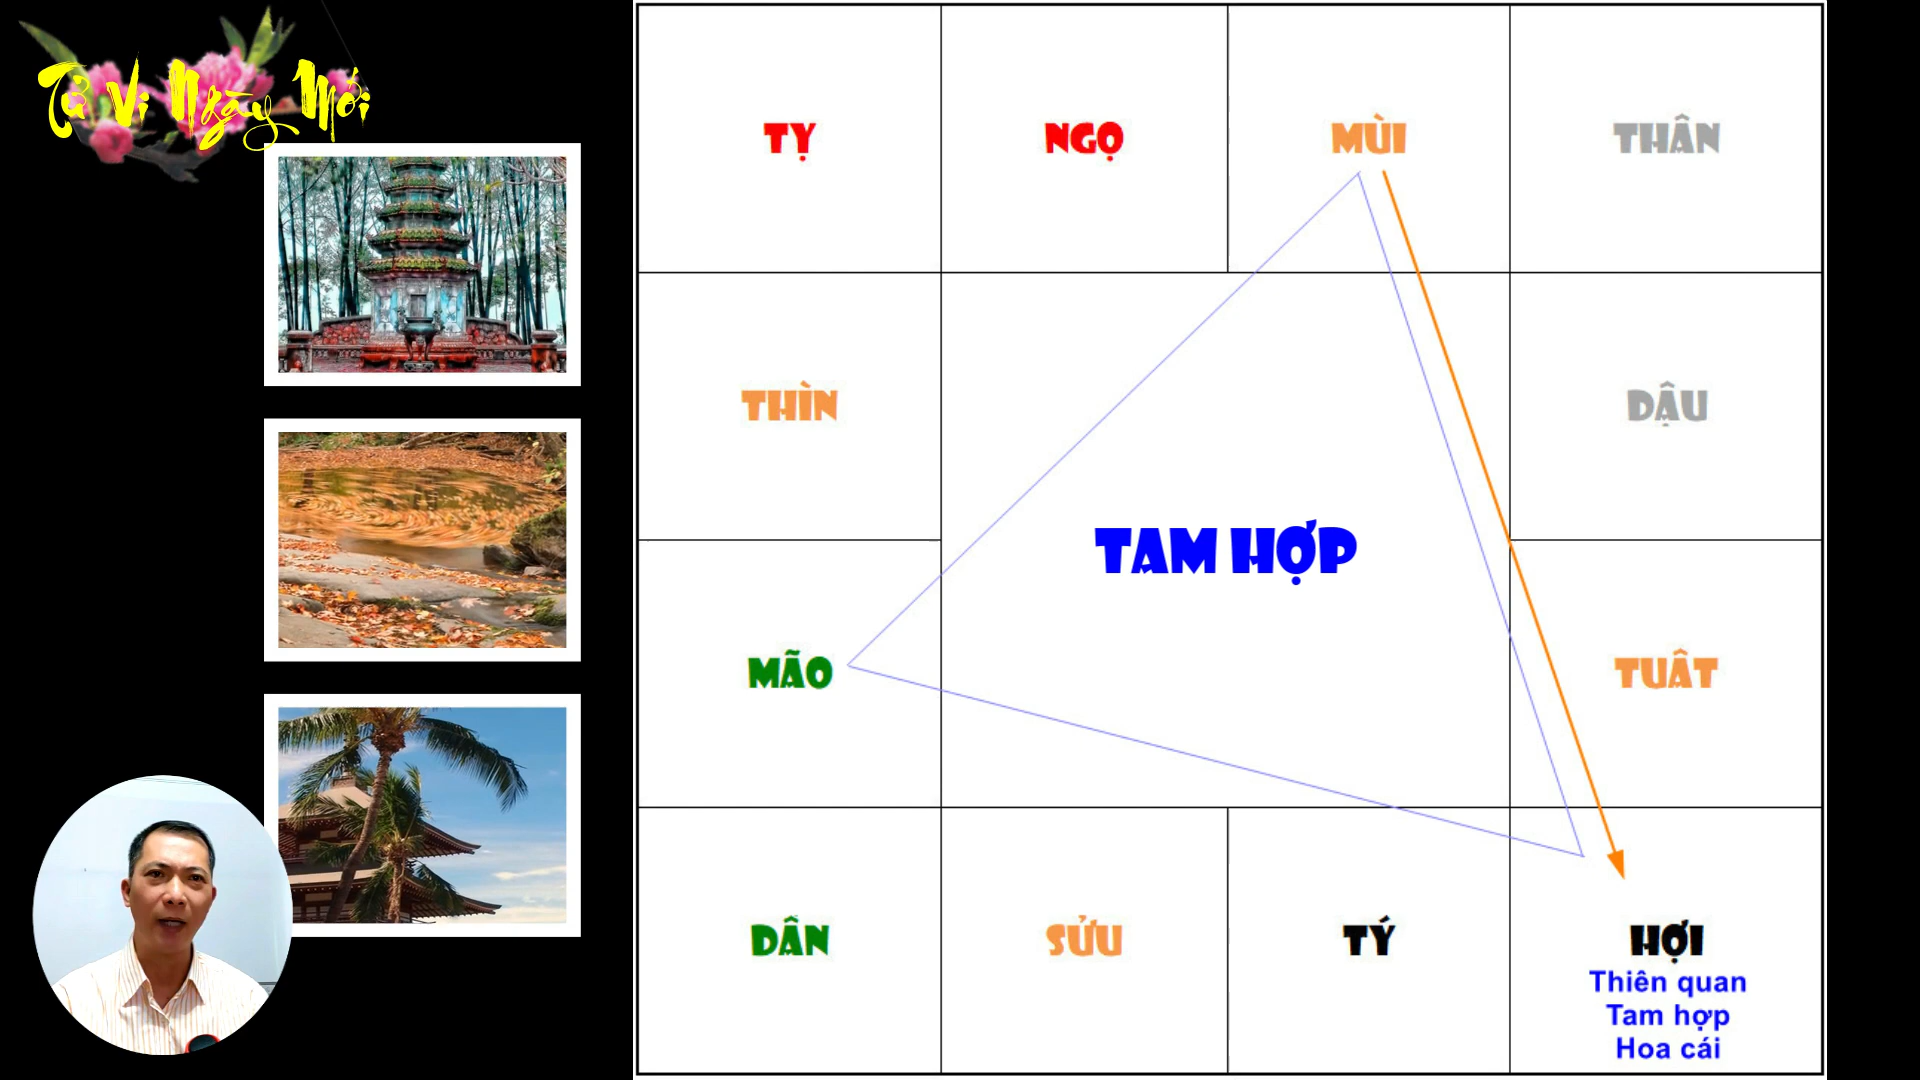 Tử Vi Ngày Mới
TỴ
NGỌ
MÙI
THÂN
THÌN
DẬU
TAM HỢP
MÃO
TUẤT
DẦN
SỬU
TÝ
HỢI
Thiên quan
Tam hợp
Hoa cái